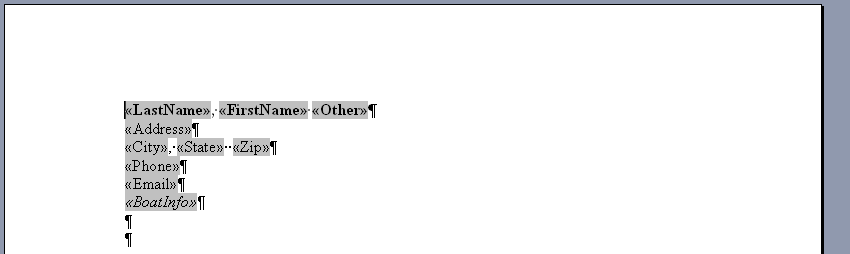 «LastName»,·«FirstName»·«Other»¶
«Address»¶
«City»,·«State»··«Zip»¶
«Phone»¶
«Email»¶
«BoatInfo»¶
¶
¶